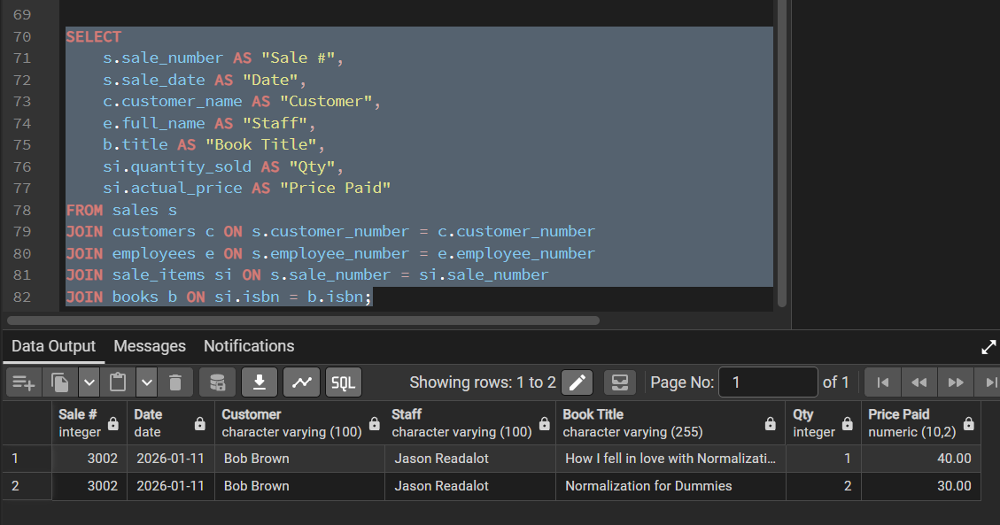 69
70 SELECT
71 s.sale_number AS "Sale #",
72 s.sale_date AS "Date",
73 c.customer_name AS "Customer",
74 e.full_name AS "Staff",
75 b.title AS "Book Title",
76 si.quantity_sold AS "Qty",
77 si.actual_price AS "Price Paid"
78 FROM sales s
79 JOIN customers c ON s.customer_number = c.customer_number
80 JOIN employees e ON s.employee_number = e.employee_number
81 JOIN sale_items si ON s.sale_number = si.sale_number
82 JOIN books b ON si.isbn = b.isbn;
Data Output Messages Notifications
SQL Showing rows: 1 to 2 Page No: 1 of 1
Sale # Date Customer Staff Book Title Qty Price Paid
integer date character varying (100) character varying (100) character varying (255) integer numeric (10,2)
1 3002 2026-01-11 Bob Brown Jason Readalot How I fell in love with Normalizati... 1 40.00
2 3002 2026-01-11 Bob Brown Jason Readalot Normalization for Dummies 2 30.00